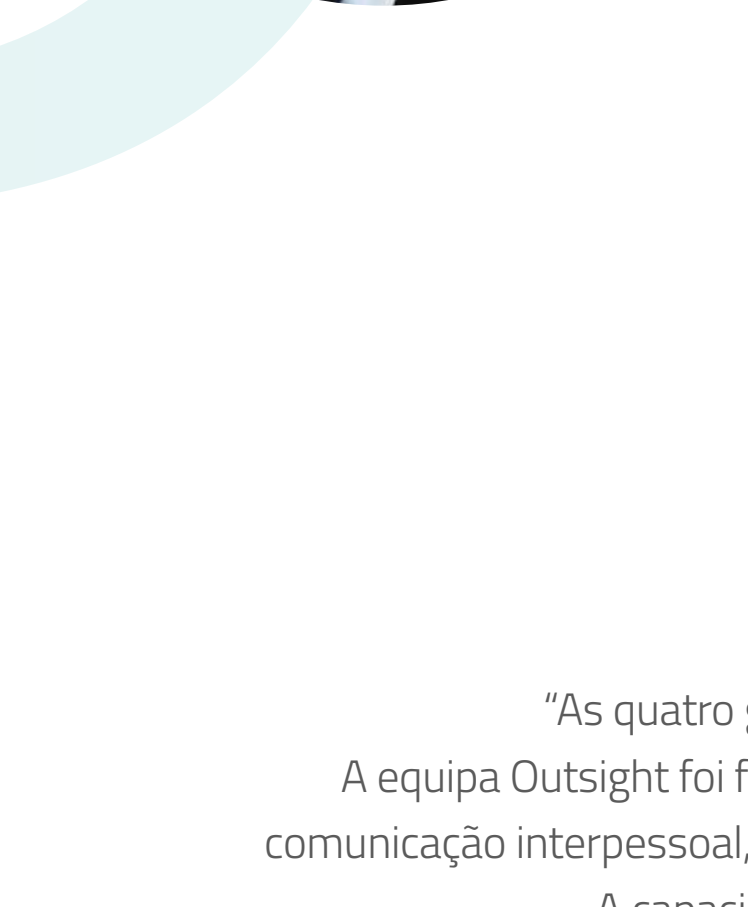 “As quatro
A equipa Outsight foi
comunicação interpessoal,
A